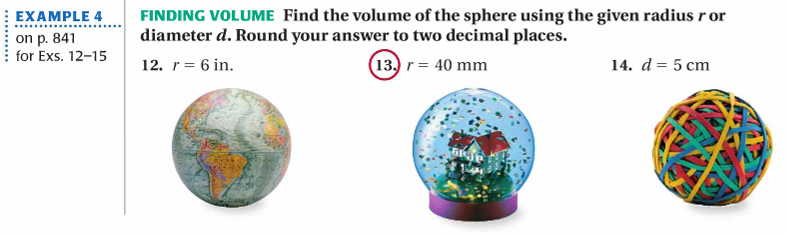 EXAMPLE 4
on p. 841
for Exs. 12–15
FINDING VOLUME Find the volume of the sphere using the given radius r or
diameter d. Round your answer to two decimal places.
12. r = 6 in.
13. r = 40 mm
14. d = 5 cm